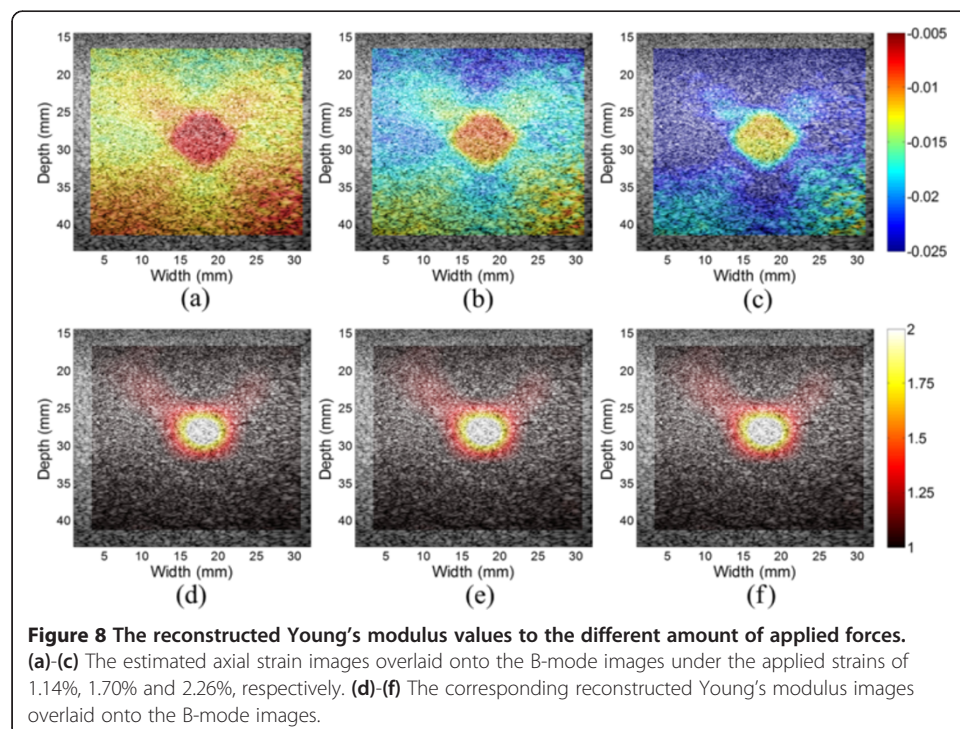 15
20
25
30
35
40
Depth (mm)
5 10 15 20 25 30
Width (mm)
(a)
15
20
25
30
35
40
Depth (mm)
5 10 15 20 25 30
Width (mm)
(b)
15
20
25
30
35
40
Depth (mm)
5 10 15 20 25 30
Width (mm)
(c)
-0.005
-0.01
-0.015
-0.02
-0.025
15
20
25
30
35
40
Depth (mm)
5 10 15 20 25 30
Width (mm)
(d)
15
20
25
30
35
40
Depth (mm)
5 10 15 20 25 30
Width (mm)
(e)
15
20
25
30
35
40
Depth (mm)
5 10 15 20 25 30
Width (mm)
(f)
2
1.75
1.5
1.25
1
Figure 8 The reconstructed Young's modulus values to the different amount of applied forces.
(a)-(c) The estimated axial strain images overlaid onto the B-mode images under the applied strains of
1.14%, 1.70% and 2.26%, respectively. (d)-(f) The corresponding reconstructed Young's modulus images
overlaid onto the B-mode images.